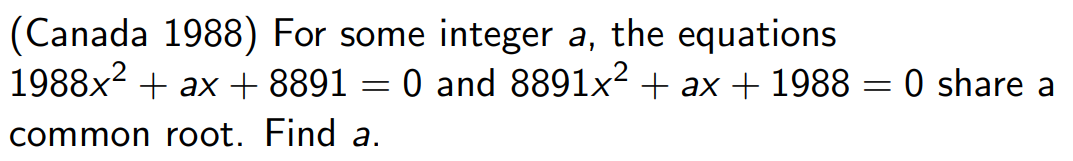 (Canada 1988) For some integer a, the equations
1988x² + ax + 8891 = 0 and 8891x² + ax + 1988 = 0 share a
common root. Find a.